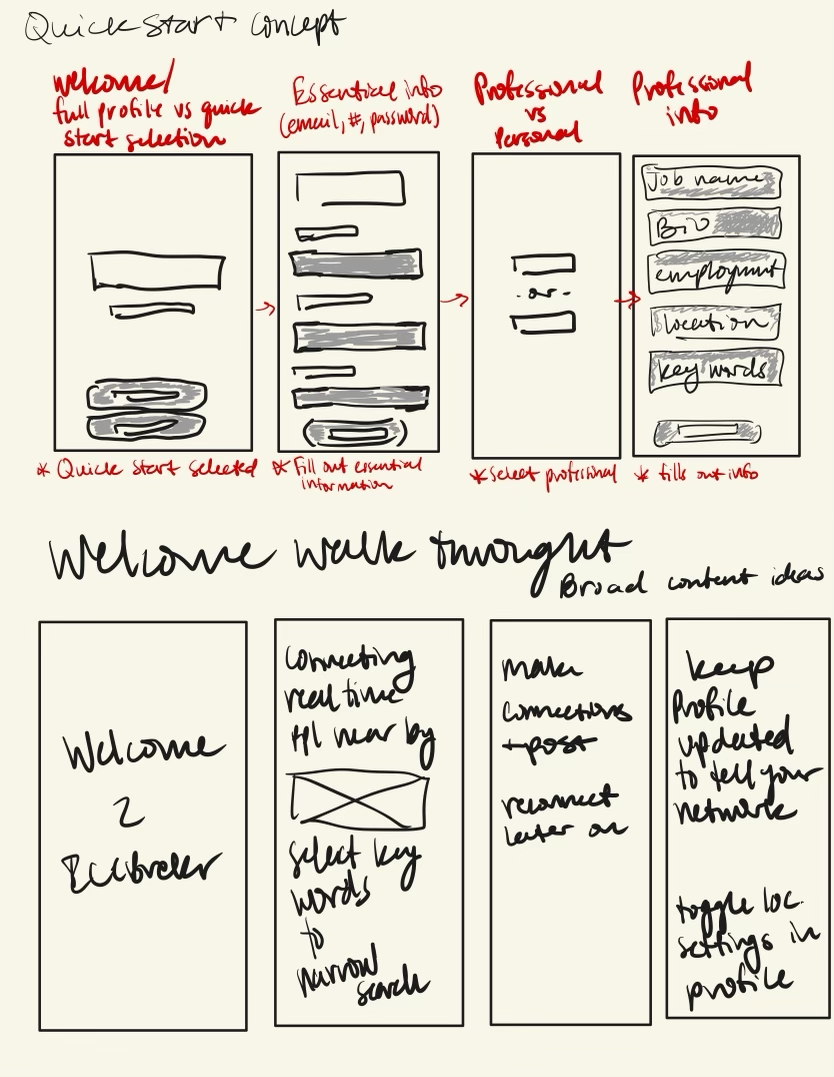 Quick Start concept
welcome/
full profile vs quick
start selection
Essential info
(email, #, password)
Professional
vs
Personal
Professional
info
-or-
Job name
Bio
employment
location
key words
* Quick Start selected
* Fill out essential
information
* select profesional
* fills out info
Welcome walk throught
Broad content ideas
Welcome
2
connecting
real time
ppl near by
select key
words
to
narrow
search
make
connections
+ post
reconnect
later on
keep
Profile
updated
to tell your
network
toggle loc.
settings in
profile